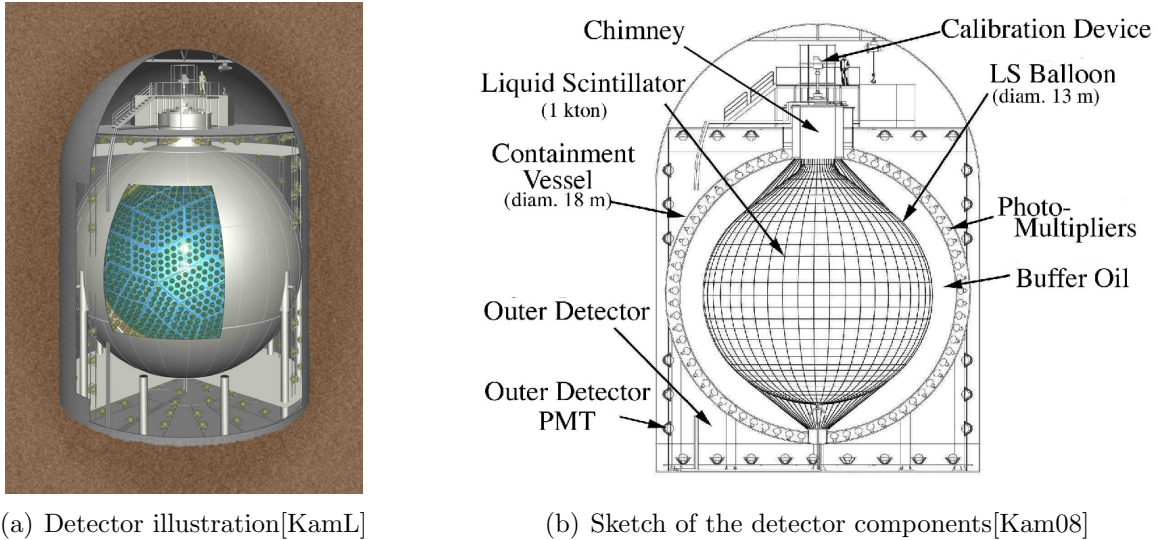 Chimney
Calibration Device
Liquid Scintillator
(1 kton)
LS Balloon
(diam. 13 m)
Containment
Vessel
(diam. 18 m)
Photo-
Multipliers
Buffer Oil
Outer Detector
Outer Detector
PMT
(a) Detector illustration[KamL]
(b) Sketch of the detector components[Kam08]